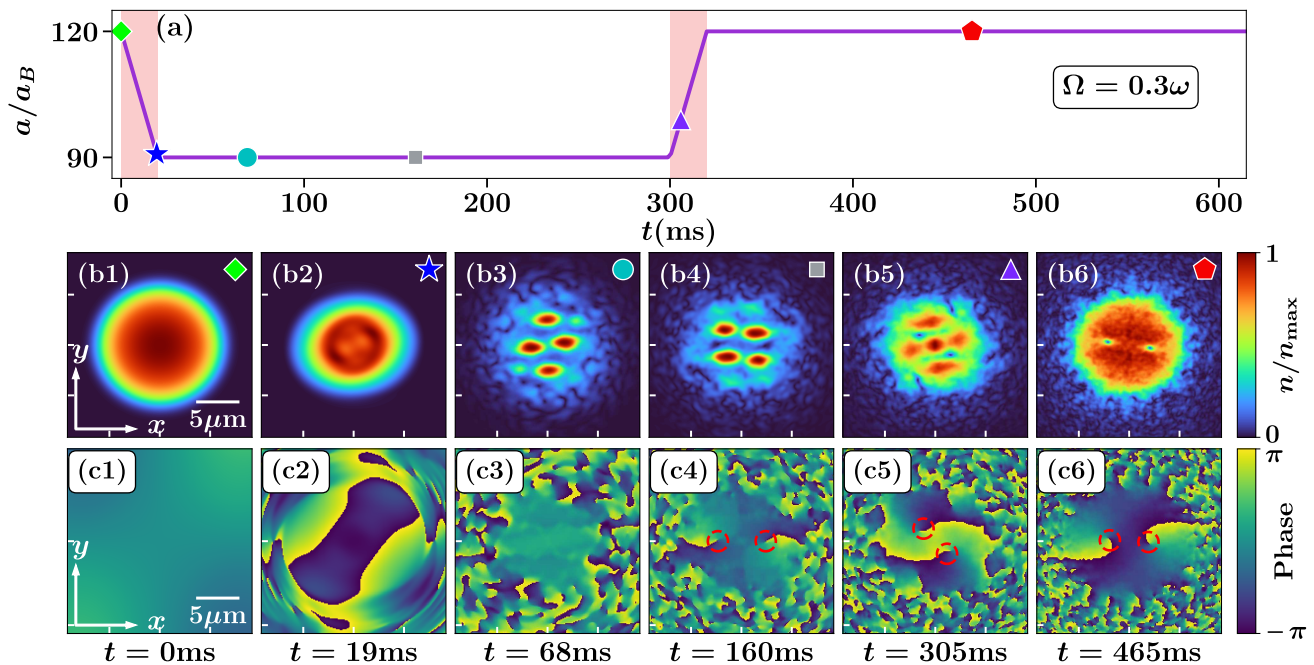 (a)
a/a_B
120
90
Ω = 0.3ω
0 100 200 300 400 500 600
t(ms)
(b1) (b2) (b3) (b4) (b5) (b6)
y
x
5μm
1
n/n_max
0
(c1) (c2) (c3) (c4) (c5) (c6)
y
x
5μm
π
Phase
−π
t = 0ms t = 19ms t = 68ms t = 160ms t = 305ms t = 465ms